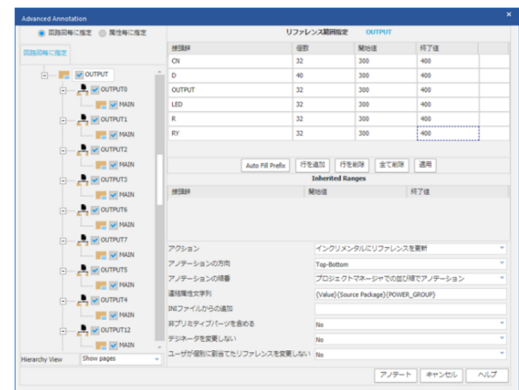 Advanced Annotation
回路図毎に指定 属性毎に指定
リファレンス範囲指定 OUTPUT
回路図毎に指定
接頭辞 個数 開始値 終了値
CN 32 300 400
D 40 300 400
OUTPUT 32 300 400
LED 32 300 400
R 32 300 400
RY 32 300 400
OUTPUT
OUTPUT0
MAIN
OUTPUT1
MAIN
OUTPUT2
MAIN
OUTPUT3
MAIN
OUTPUT6
MAIN
OUTPUT7
MAIN
OUTPUT5
MAIN
OUTPUT4
MAIN
OUTPUT12
MAIN
Hierarchy View Show pages
Auto Fill Prefix 行を追加 行を削除 全て削除 適用
Inherited Ranges
接頭辞 開始値 終了値
アクション インクリメンタルにリファレンスを更新
アノテーションの方向 Top-Bottom
アノテーションの順番 プロジェクトマネージャでの並び順でアノテーション
連結属性文字列 {Value}{Source Package}{POWER_GROUP}
INIファイルからの追加
非プリミティブパーツを含める No
デジネータを変更しない No
ユーザが個別に割当てたリファレンスを変更しない No
アノテート キャンセル ヘルプ